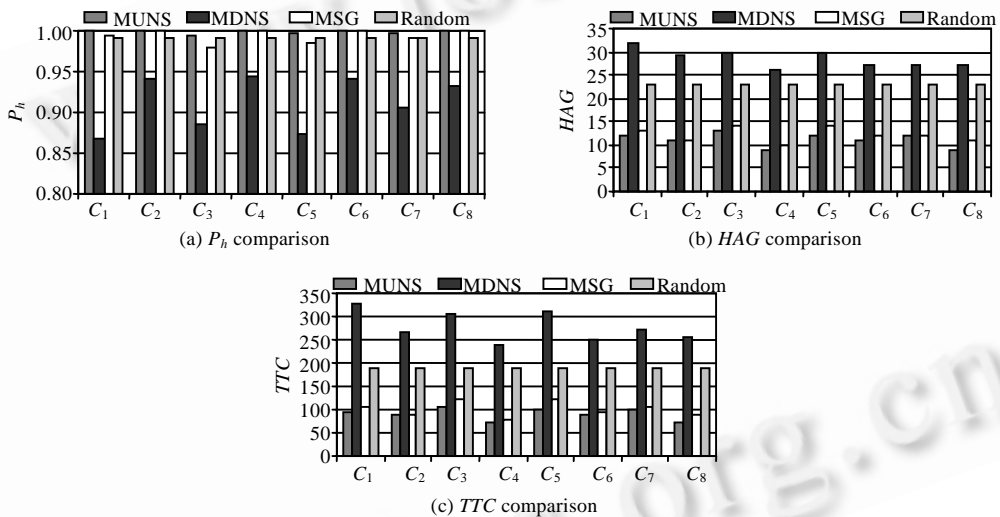 MUNS MDNS MSG Random
1.00
0.95
0.90
0.85
0.80
P_h
C1 C2 C3 C4 C5 C6 C7 C8
(a) P_h comparison
MUNS MDNS MSG Random
35
30
25
20
15
10
5
0
HAG
C1 C2 C3 C4 C5 C6 C7 C8
(b) HAG comparison
MUNS MDNS MSG Random
350
300
250
200
150
100
50
0
TTC
C1 C2 C3 C4 C5 C6 C7 C8
(c) TTC comparison
org.cn